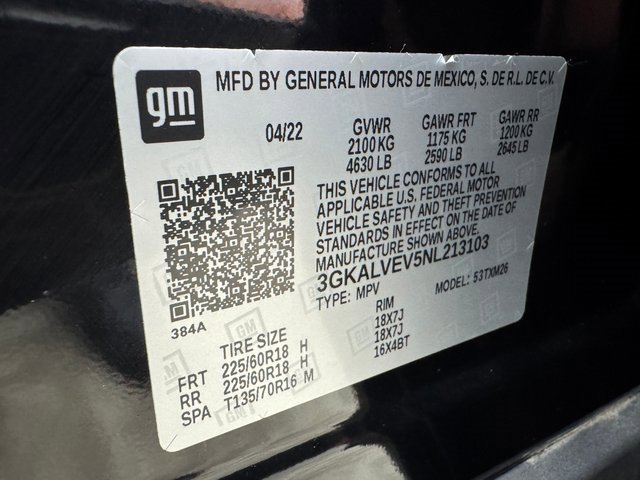 gm
MFD BY GENERAL MOTORS DE MEXICO, S. DE R.L. DE C.V.
04/22 GVWR GAWR FRT GAWR RR
2100 KG 1175 KG 1200 KG
4630 LB 2590 LB 2645 LB
THIS VEHICLE CONFORMS TO ALL
APPLICABLE U.S. FEDERAL MOTOR
VEHICLE SAFETY AND THEFT PREVENTION
STANDARDS IN EFFECT ON THE DATE OF
MANUFACTURE SHOWN ABOVE.
3GKALVEV5NL213103
TYPE: MPV MODEL: 53TXM26
384A
TIRE SIZE RIM
FRT 225/60R18 H 18X7J
RR 225/60R18 H 18X7J
SPA T135/70R16 M 16X4BT